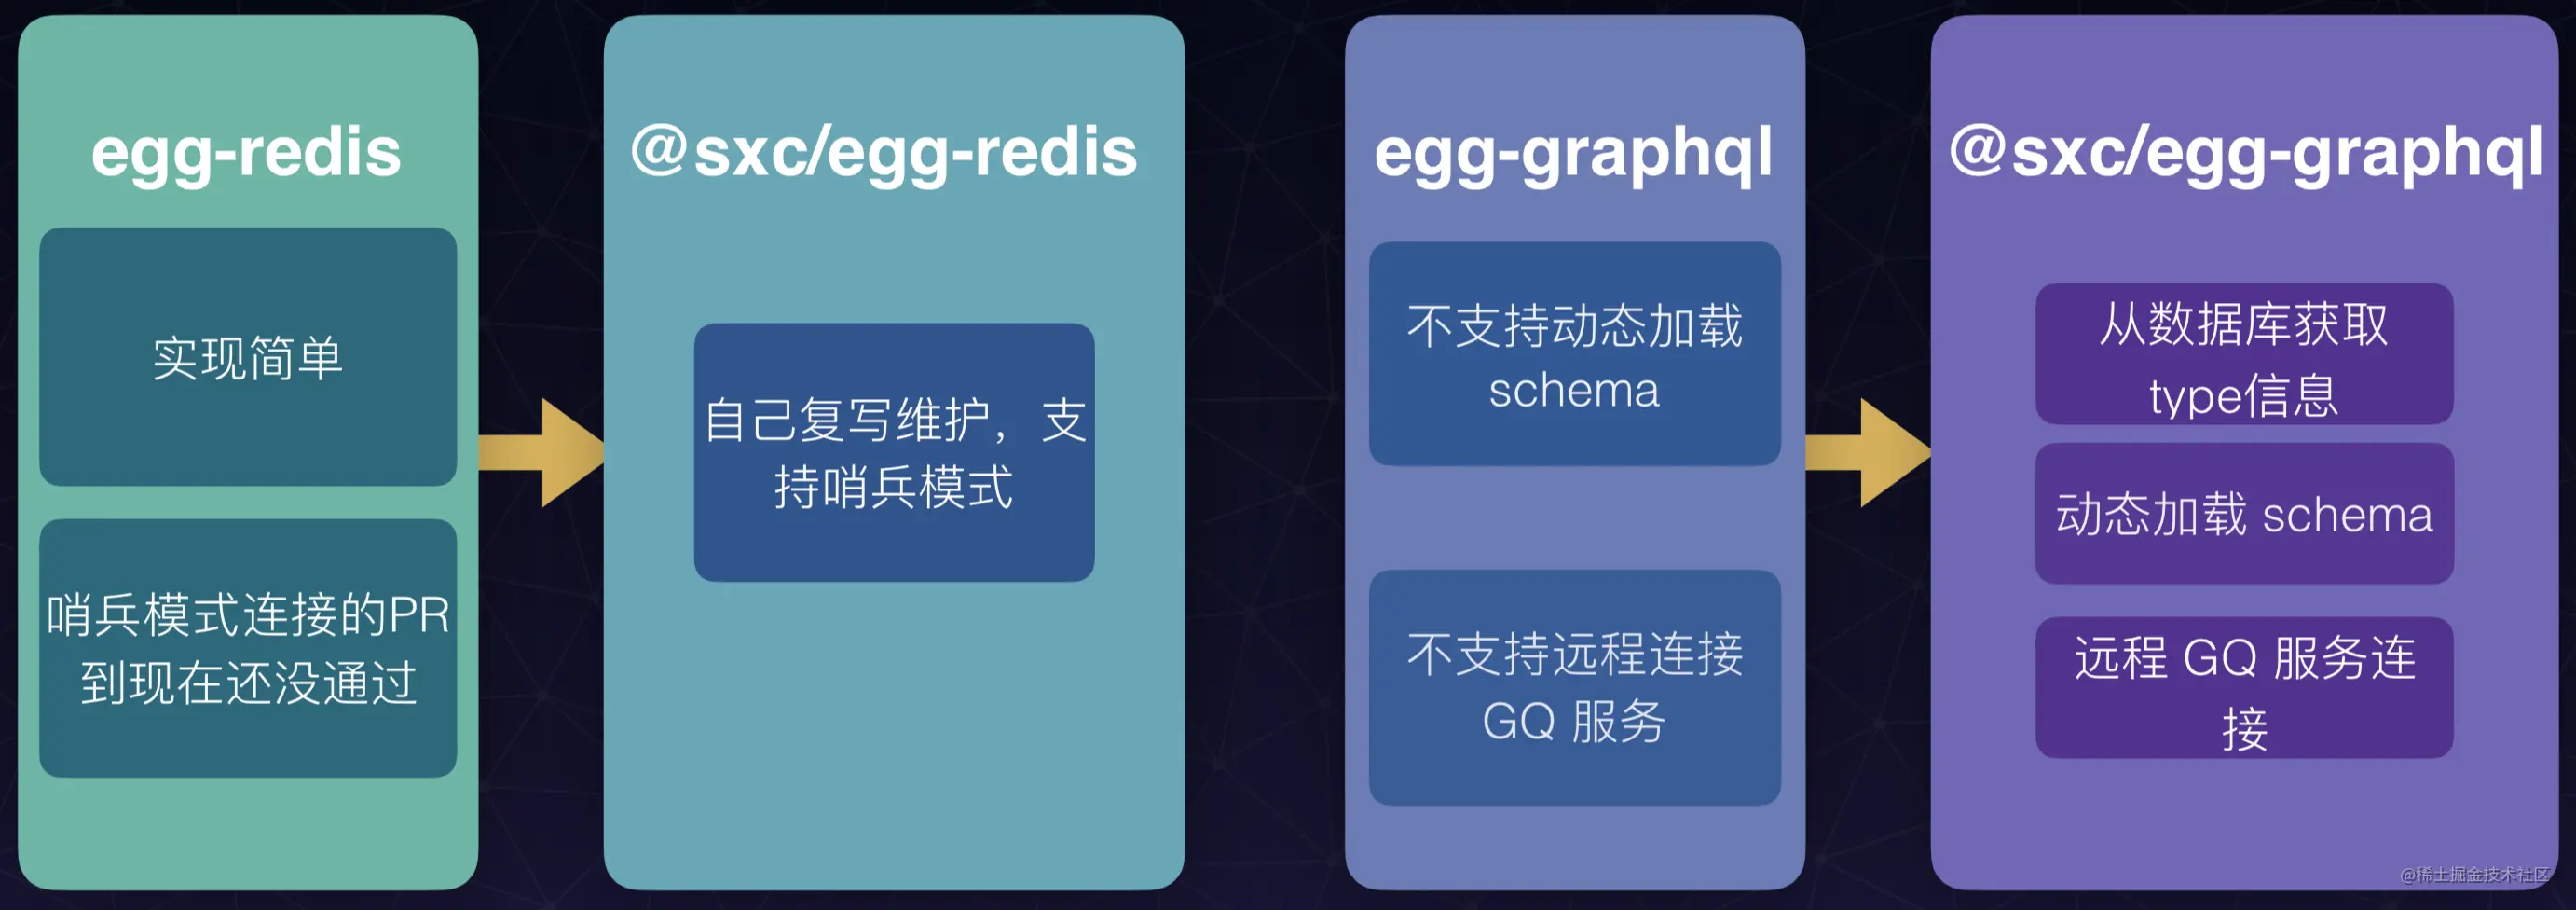 egg-redis
实现简单
哨兵模式连接的PR
到现在还没通过
@sxc/egg-redis
自己复写维护，支
持哨兵模式
egg-graphql
不支持动态加载
schema
不支持远程连接
GQ 服务
@sxc/egg-graphql
从数据库获取
type信息
动态加载 schema
远程 GQ 服务连
接
@稀土掘金技术社区